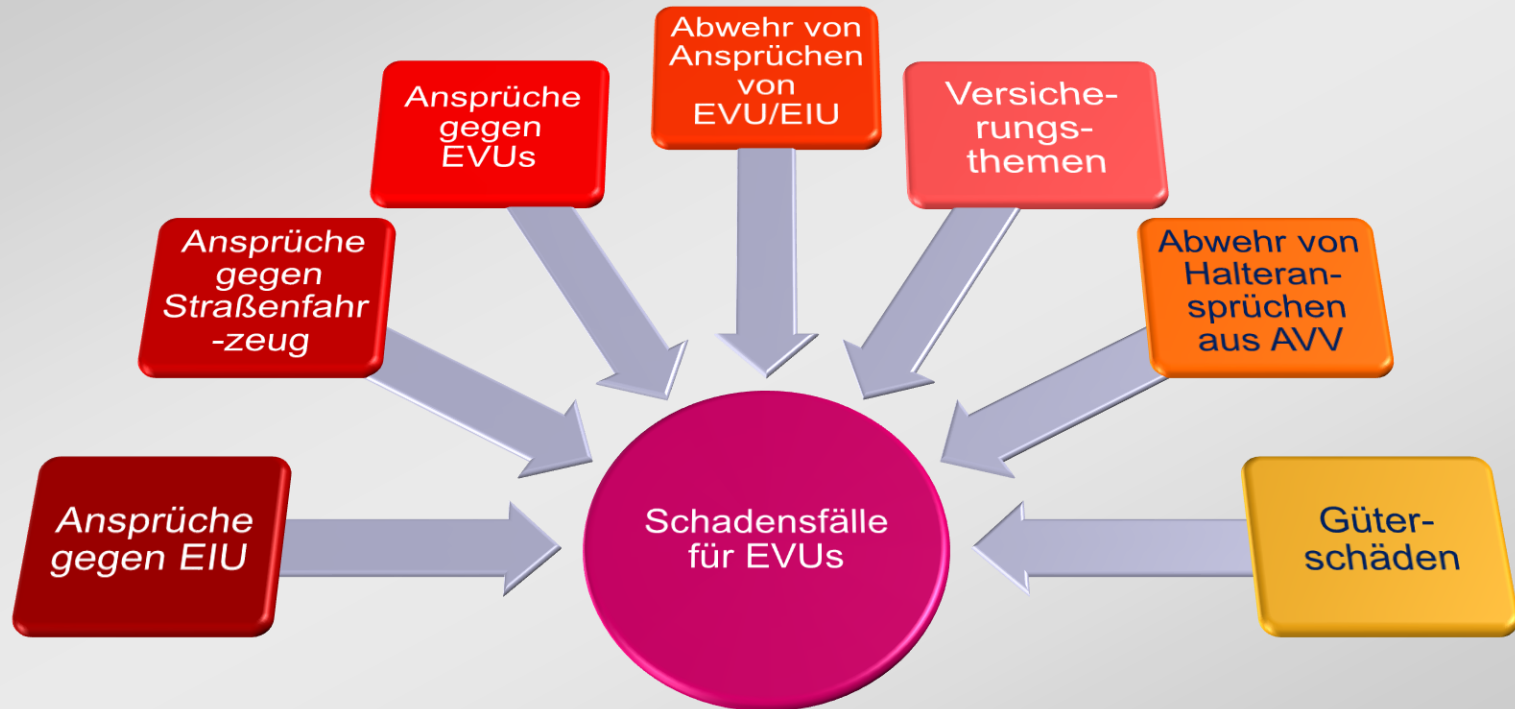 Ansprüche
gegen EIU
Ansprüche
gegen
Straßenfahr
-zeug
Ansprüche
gegen
EVUs
Abwehr von
Ansprüchen
von
EVU/EIU
Versiche-
rungs-
themen
Abwehr von
Halteran-
sprüchen
aus AVV
Güter-
schäden
Schadensfälle
für EVUs